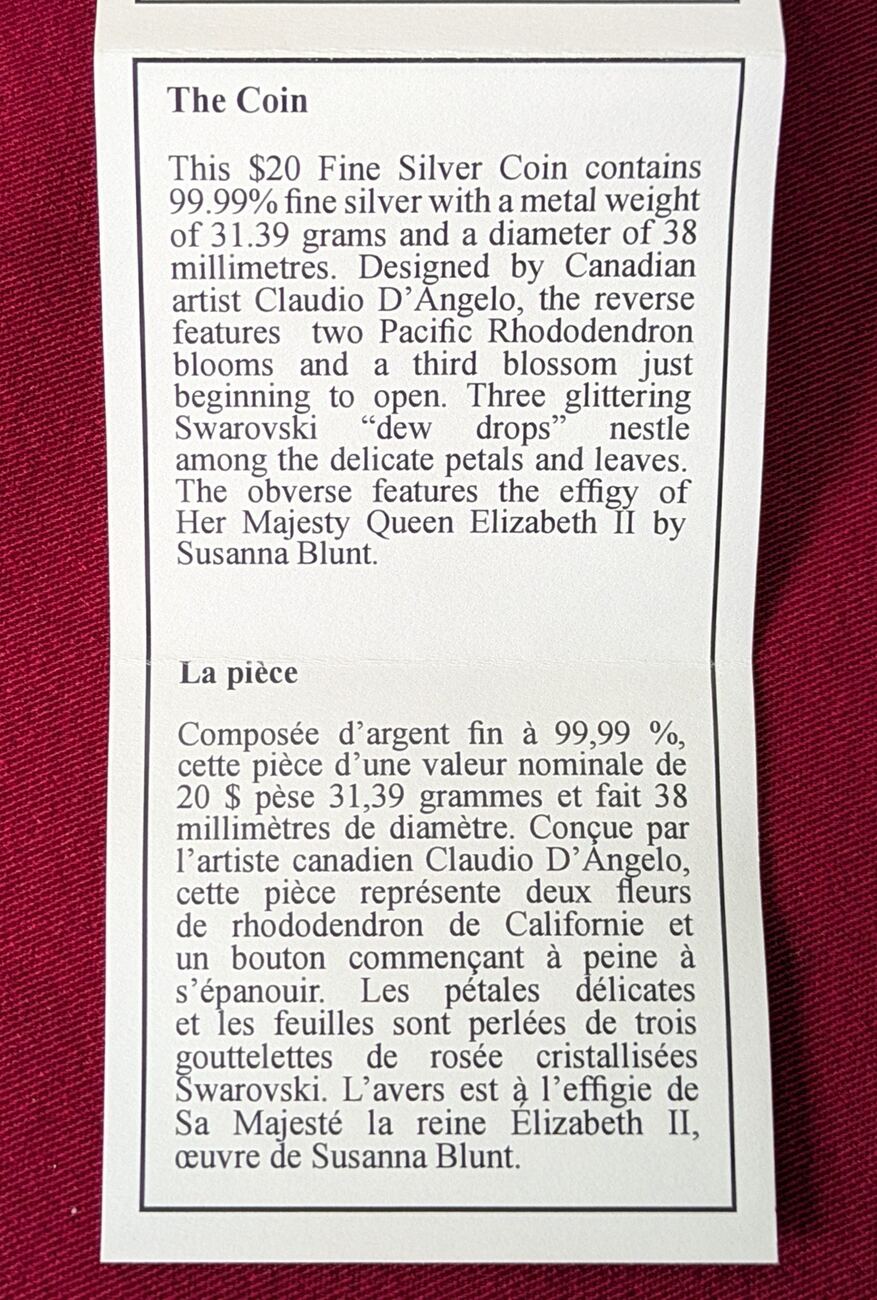 The Coin
This $20 Fine Silver Coin contains
99.99% fine silver with a metal weight
of 31.39 grams and a diameter of 38
millimetres. Designed by Canadian
artist Claudio D’Angelo, the reverse
features two Pacific Rhododendron
blooms and a third blossom just
beginning to open. Three glittering
Swarovski “dew drops” nestle
among the delicate petals and leaves.
The obverse features the effigy of
Her Majesty Queen Elizabeth II by
Susanna Blunt.
La pièce
Composée d’argent fin à 99,99 %,
cette pièce d’une valeur nominale de
20 $ pèse 31,39 grammes et fait 38
millimètres de diamètre. Conçue par
l’artiste canadien Claudio D’Angelo,
cette pièce représente deux fleurs
de rhododendron de Californie et
un bouton commençant à peine à
s’épanouir. Les pétales délicates
et les feuilles sont perlées de trois
gouttelettes de rosée cristallisées
Swarovski. L’avers est à l’effigie de
Sa Majesté la reine Élizabeth II,
œuvre de Susanna Blunt.